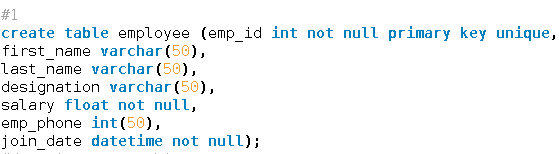 #1
create table employee (emp_id int not null primary key unique,
first_name varchar(50),
last_name varchar(50),
designation varchar(50),
salary float not null,
emp_phone int(50),
join_date datetime not null);